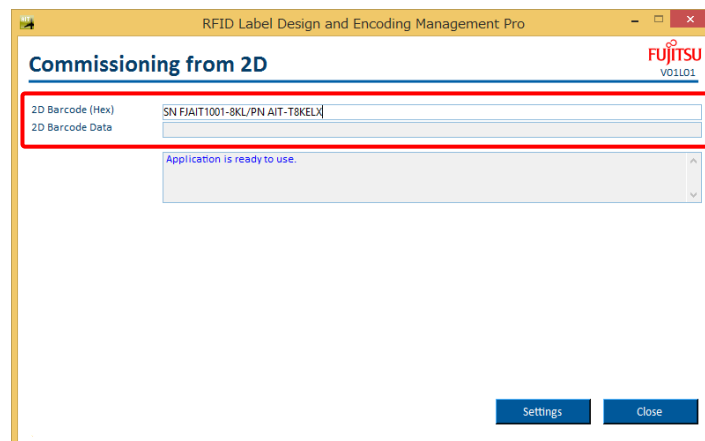 RFID Label Design and Encoding Management Pro
Commissioning from 2D
FUJITSU
V01L01
2D Barcode (Hex)
SN FJAIT1001-8KL/PN AIT-T8KELX
2D Barcode Data
Application is ready to use.
Settings
Close